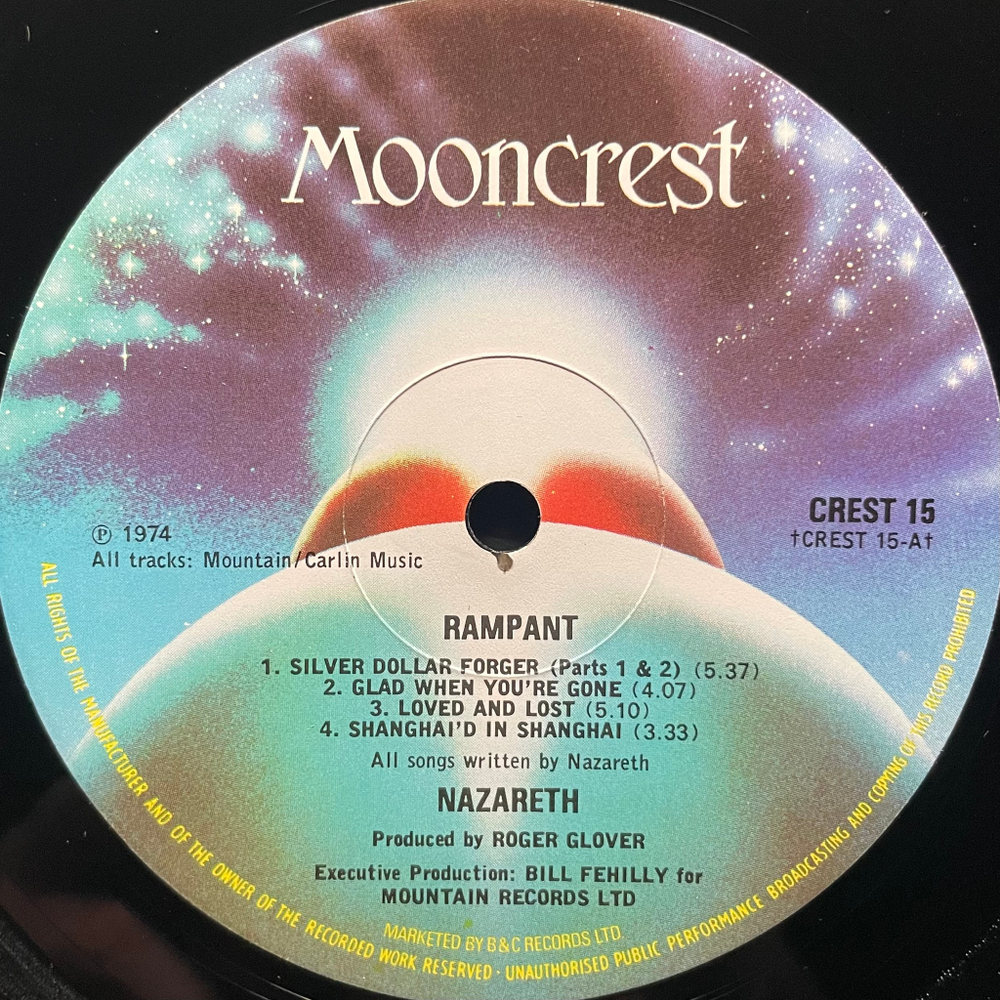 Mooncrest
CREST 15
†CREST 15-A†
Ⓟ 1974
All tracks: Mountain/Carlin Music
RAMPANT
1. SILVER DOLLAR FORGER (Parts 1 & 2) (5.37)
2. GLAD WHEN YOU'RE GONE (4.07)
3. LOVED AND LOST (5.10)
4. SHANGHAI'D IN SHANGHAI (3.33)
All songs written by Nazareth
NAZARETH
Produced by ROGER GLOVER
Executive Production: BILL FEHILLY for
MOUNTAIN RECORDS LTD
MARKETED BY B&C RECORDS LTD.
ALL RIGHTS OF THE MANUFACTURER AND OF THE OWNER OF THE RECORDED WORK RESERVED · UNAUTHORISED PUBLIC PERFORMANCE BROADCASTING AND COPYING OF THIS RECORD PROHIBITED